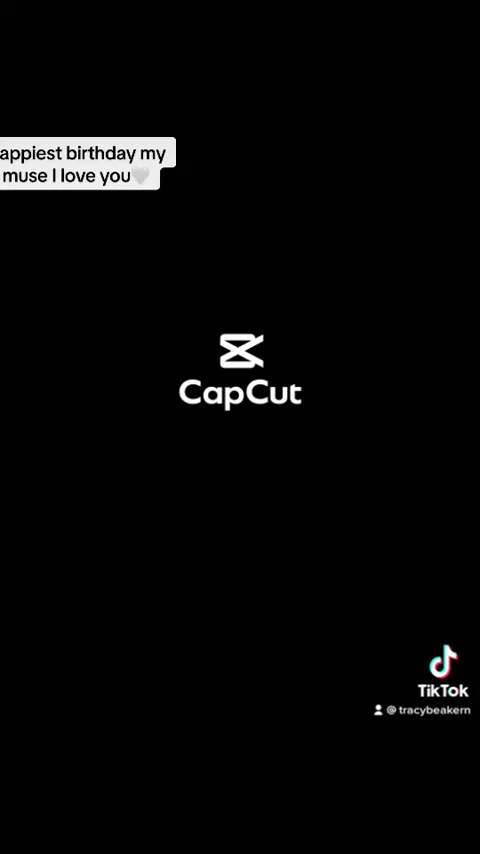 appiest birthday my
muse I love you🤍
CapCut
TikTok
@tracybeakern